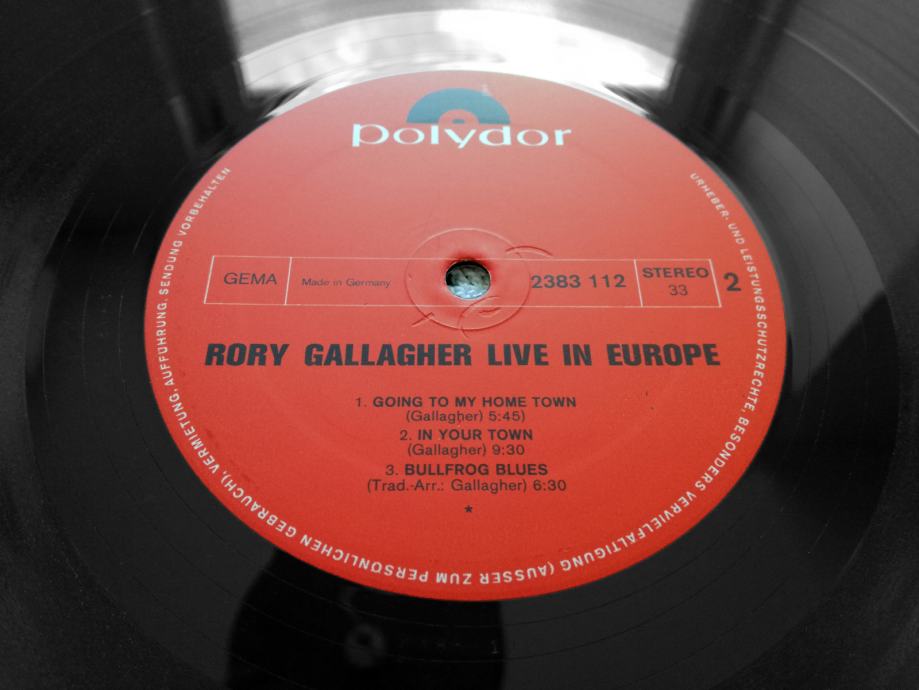 polydor
GEMA
Made in Germany
2383 112
STEREO
33
2
RORY GALLAGHER LIVE IN EUROPE
1. GOING TO MY HOME TOWN
(Gallagher) 5:45)
2. IN YOUR TOWN
(Gallagher) 9:30
3. BULLFROG BLUES
(Trad.-Arr.: Gallagher) 6:30
*
URHEBER- UND LEISTUNGSSCHUTZRECHTE, BESONDERS VERVIELFÄLTIGUNG (AUSSER ZUM PERSÖNLICHEN GEBRAUCH), VERMIETUNG, AUFFÜHRUNG, SENDUNG VORBEHALTEN